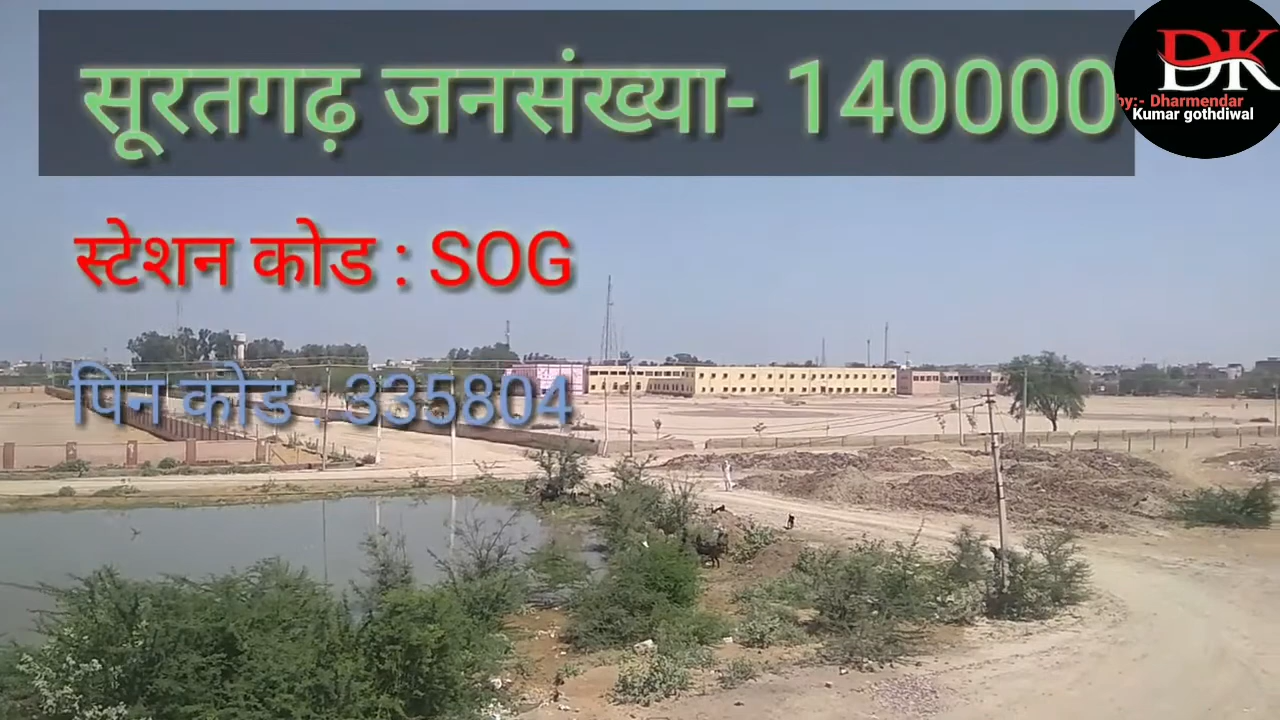 सूरतगढ़ जनसंख्या- 140000
DK
by:- Dharmendar
Kumar gothdiwal
स्टेशन कोड : SOG
पिन कोड : 335804